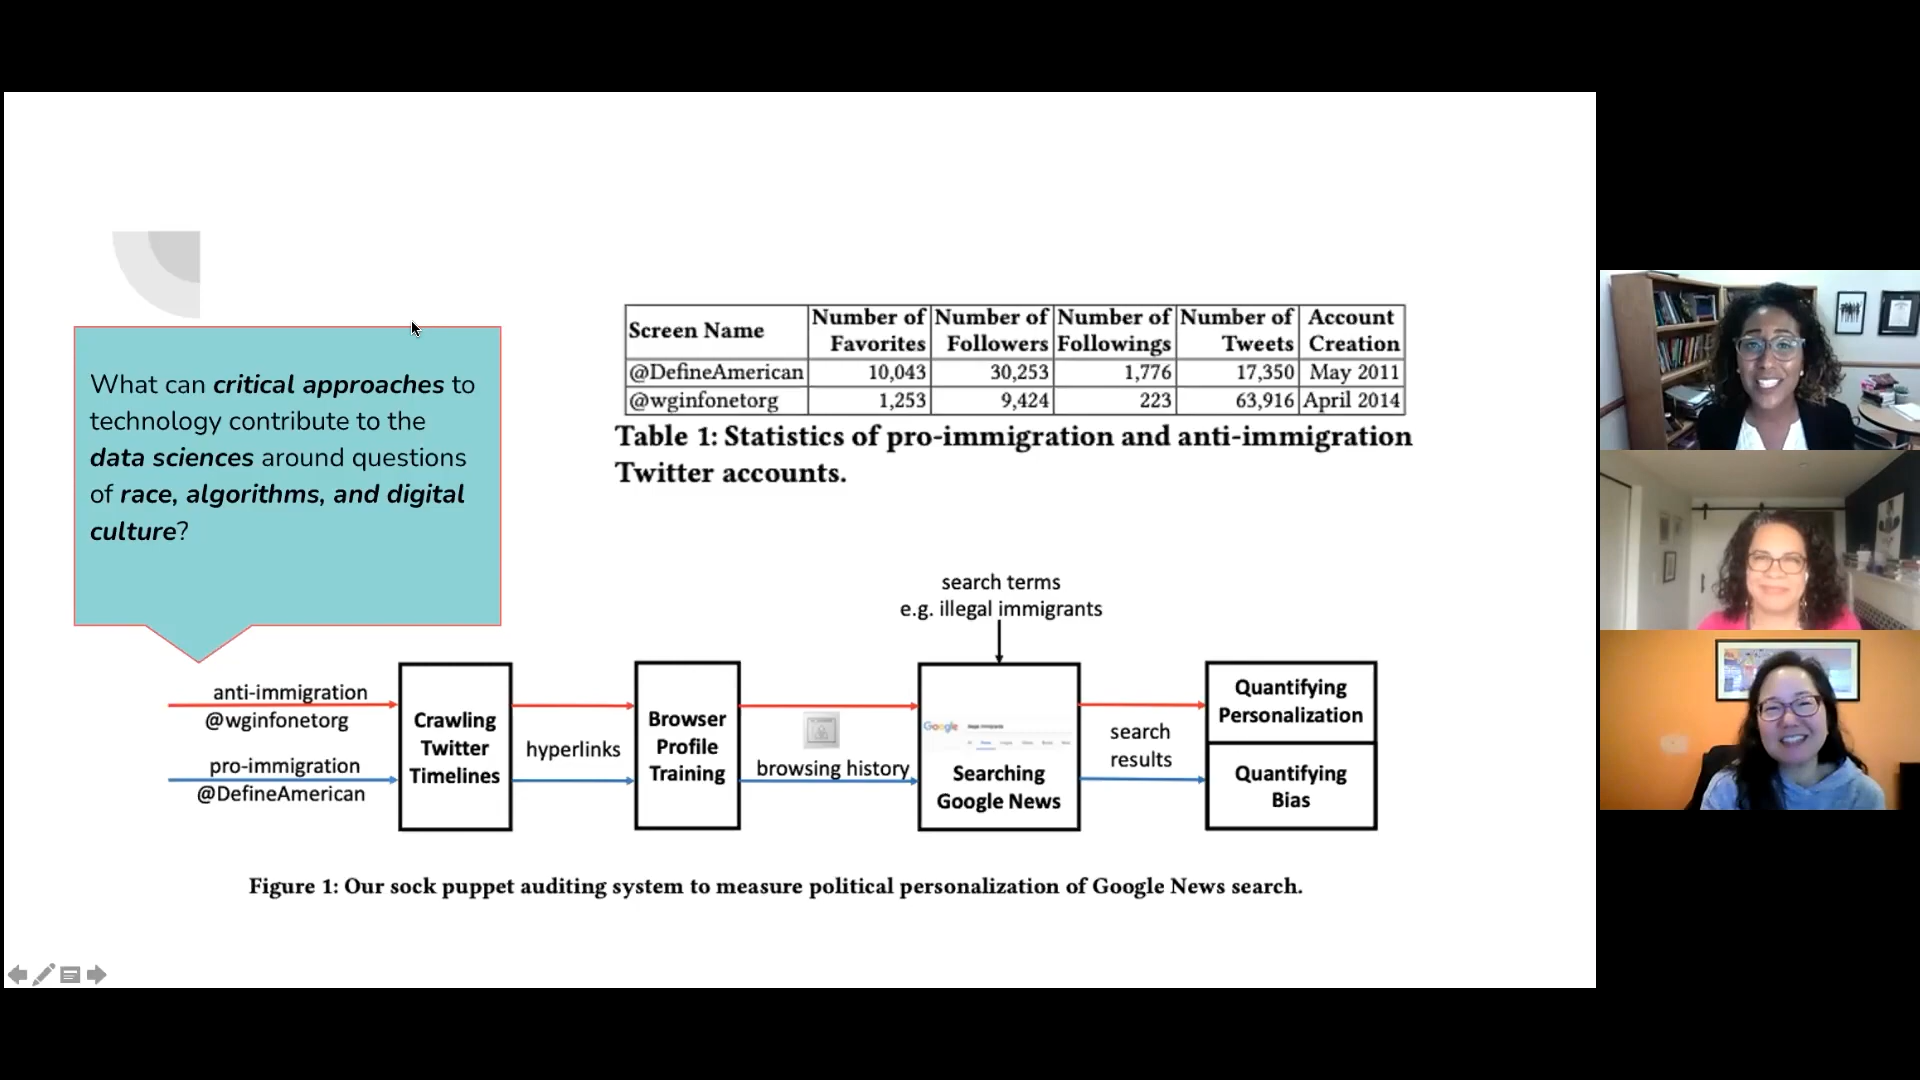 What can critical approaches to
technology contribute to the
data sciences around questions
of race, algorithms, and digital
culture?
Screen Name
Number of Favorites
Number of Followers
Number of Followings
Number of Tweets
Account Creation
@DefineAmerican 10,043 30,253 1,776 17,350 May 2011
@wginfonetorg 1,253 9,424 223 63,916 April 2014
Table 1: Statistics of pro-immigration and anti-immigration
Twitter accounts.
search terms
e.g. illegal immigrants
anti-immigration
@wginfonetorg
pro-immigration
@DefineAmerican
Crawling
Twitter
Timelines
hyperlinks
Browser
Profile
Training
browsing history
Google
Searching
Google News
search
results
Quantifying
Personalization
Quantifying
Bias
Figure 1: Our sock puppet auditing system to measure political personalization of Google News search.